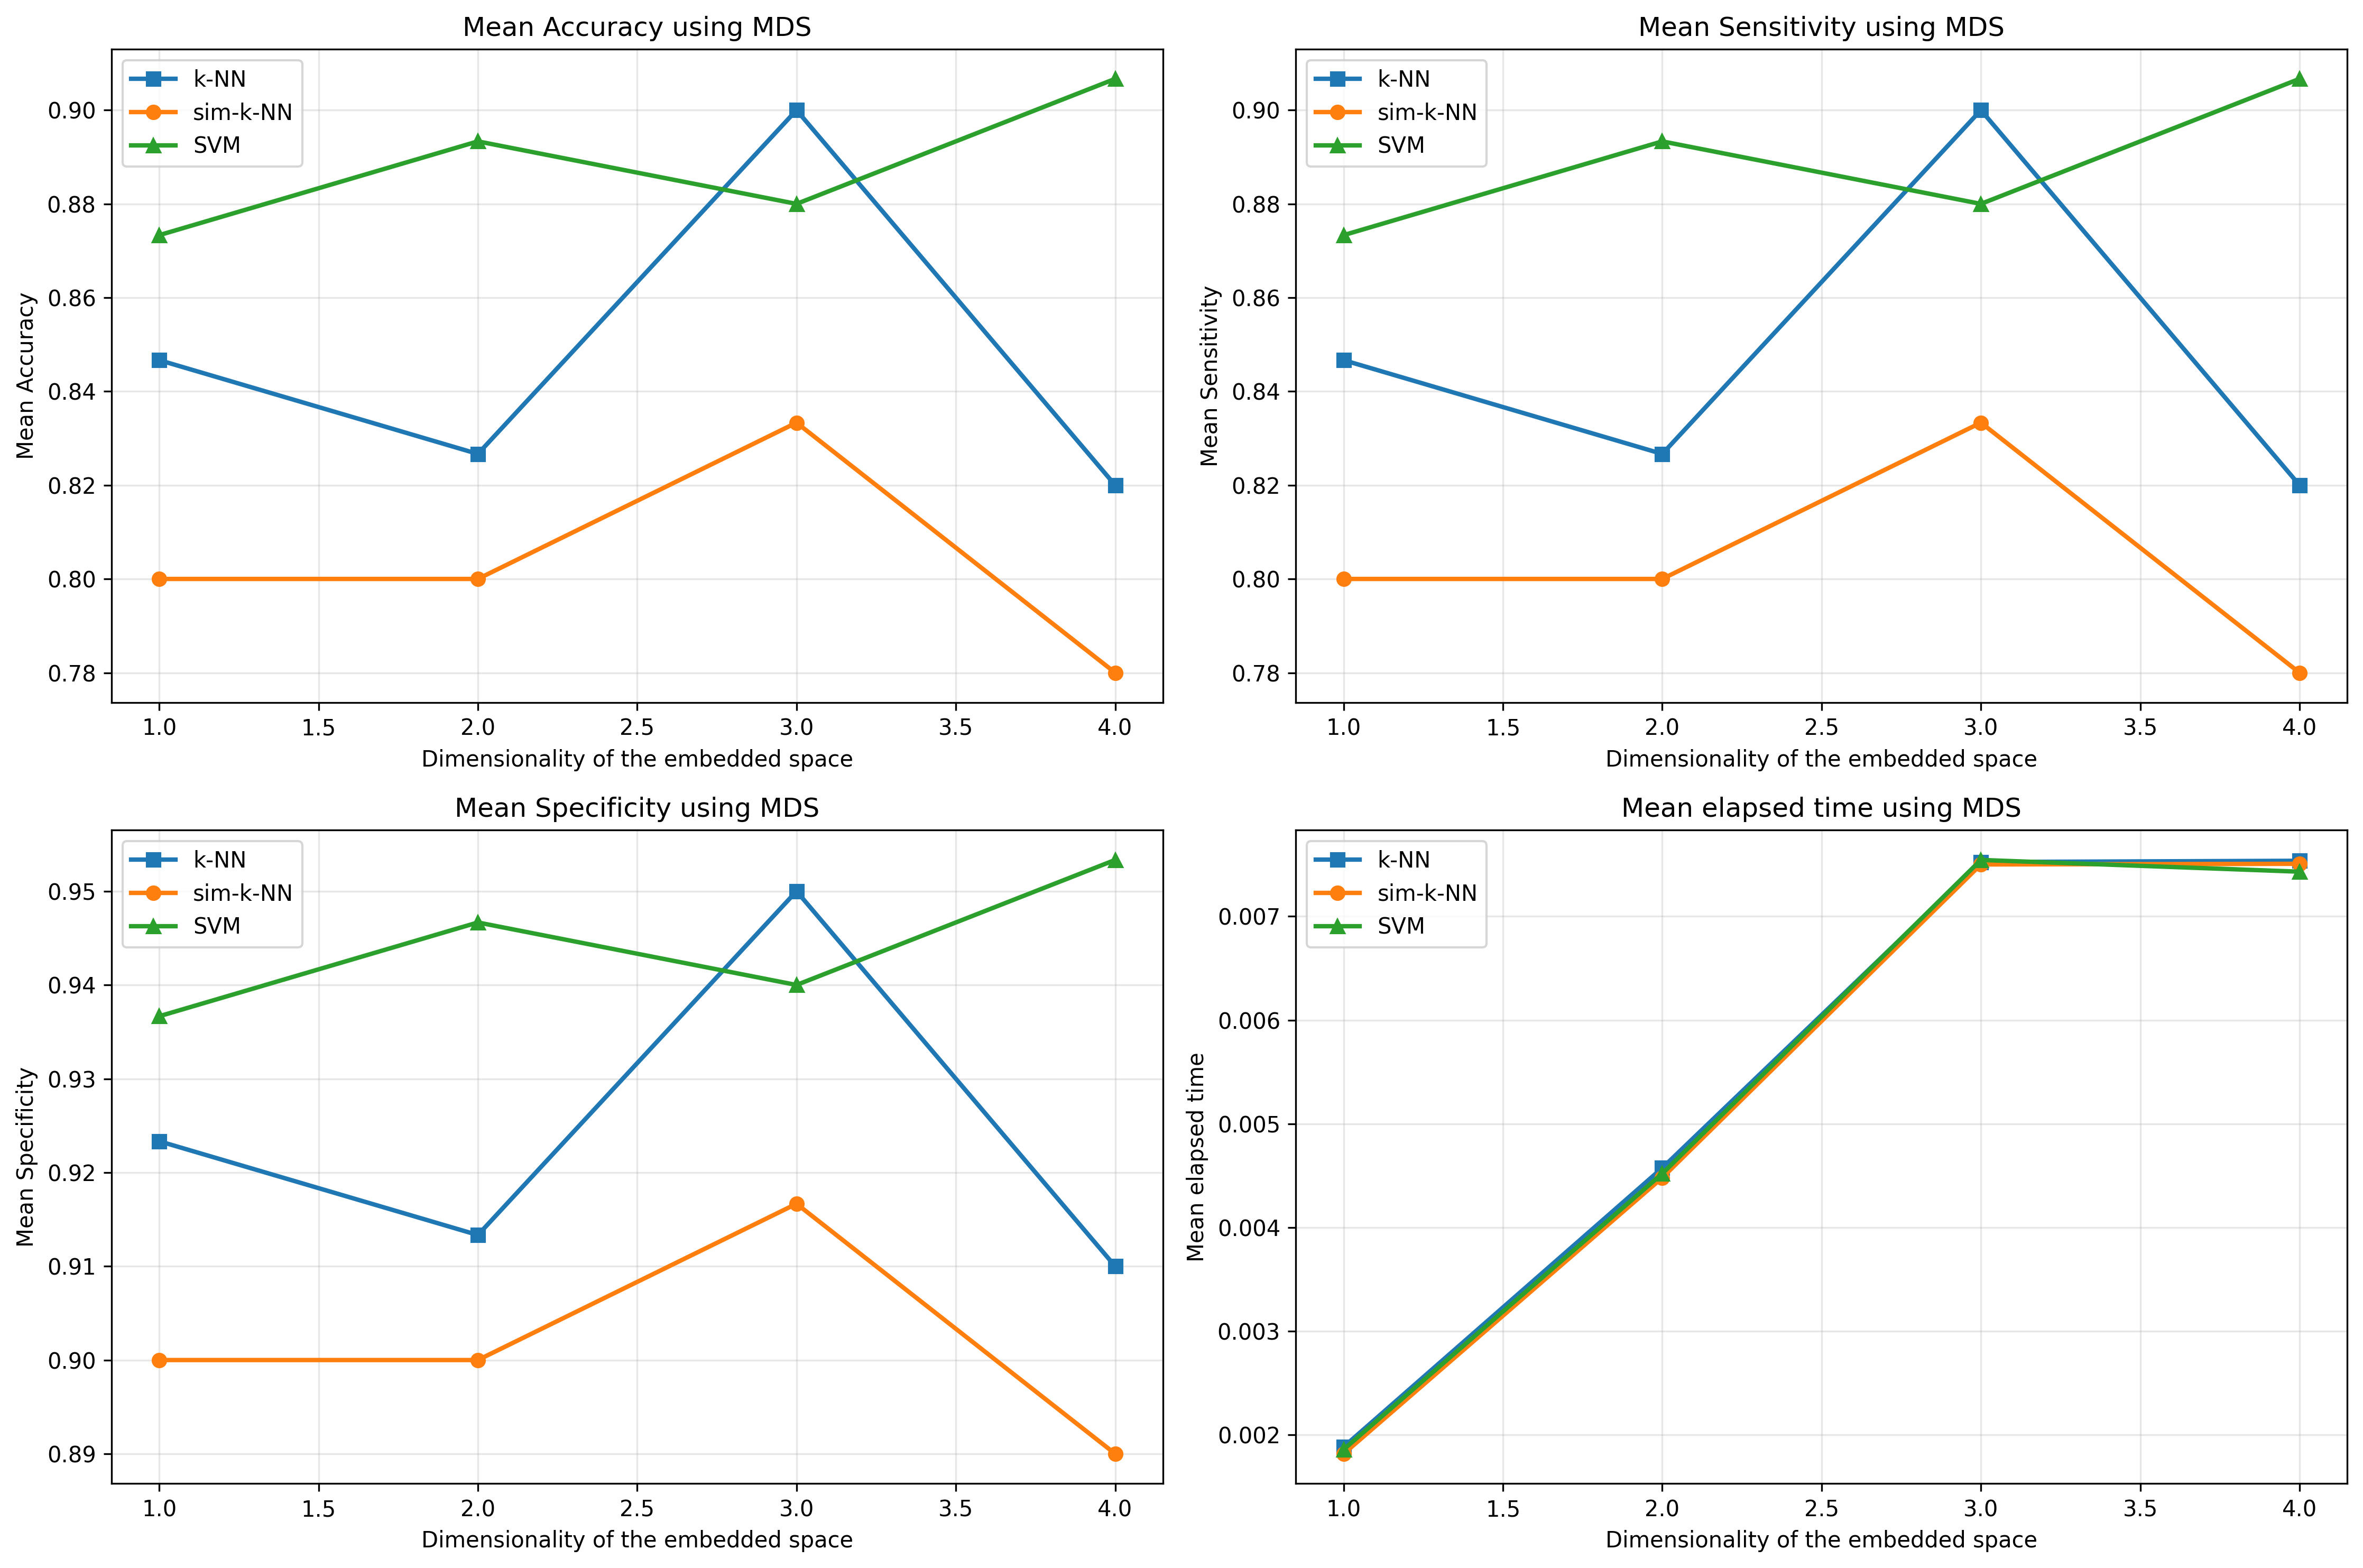 Mean Accuracy using MDS
k-NN
sim-k-NN
SVM
0.90
0.88
0.86
0.84
0.82
0.80
0.78
Mean Accuracy
1.0 1.5 2.0 2.5 3.0 3.5 4.0
Dimensionality of the embedded space
Mean Sensitivity using MDS
k-NN
sim-k-NN
SVM
0.90
0.88
0.86
0.84
0.82
0.80
0.78
Mean Sensitivity
1.0 1.5 2.0 2.5 3.0 3.5 4.0
Dimensionality of the embedded space
Mean Specificity using MDS
k-NN
sim-k-NN
SVM
0.95
0.94
0.93
0.92
0.91
0.90
0.89
Mean Specificity
1.0 1.5 2.0 2.5 3.0 3.5 4.0
Dimensionality of the embedded space
Mean elapsed time using MDS
k-NN
sim-k-NN
SVM
0.007
0.006
0.005
0.004
0.003
0.002
Mean elapsed time
1.0 1.5 2.0 2.5 3.0 3.5 4.0
Dimensionality of the embedded space